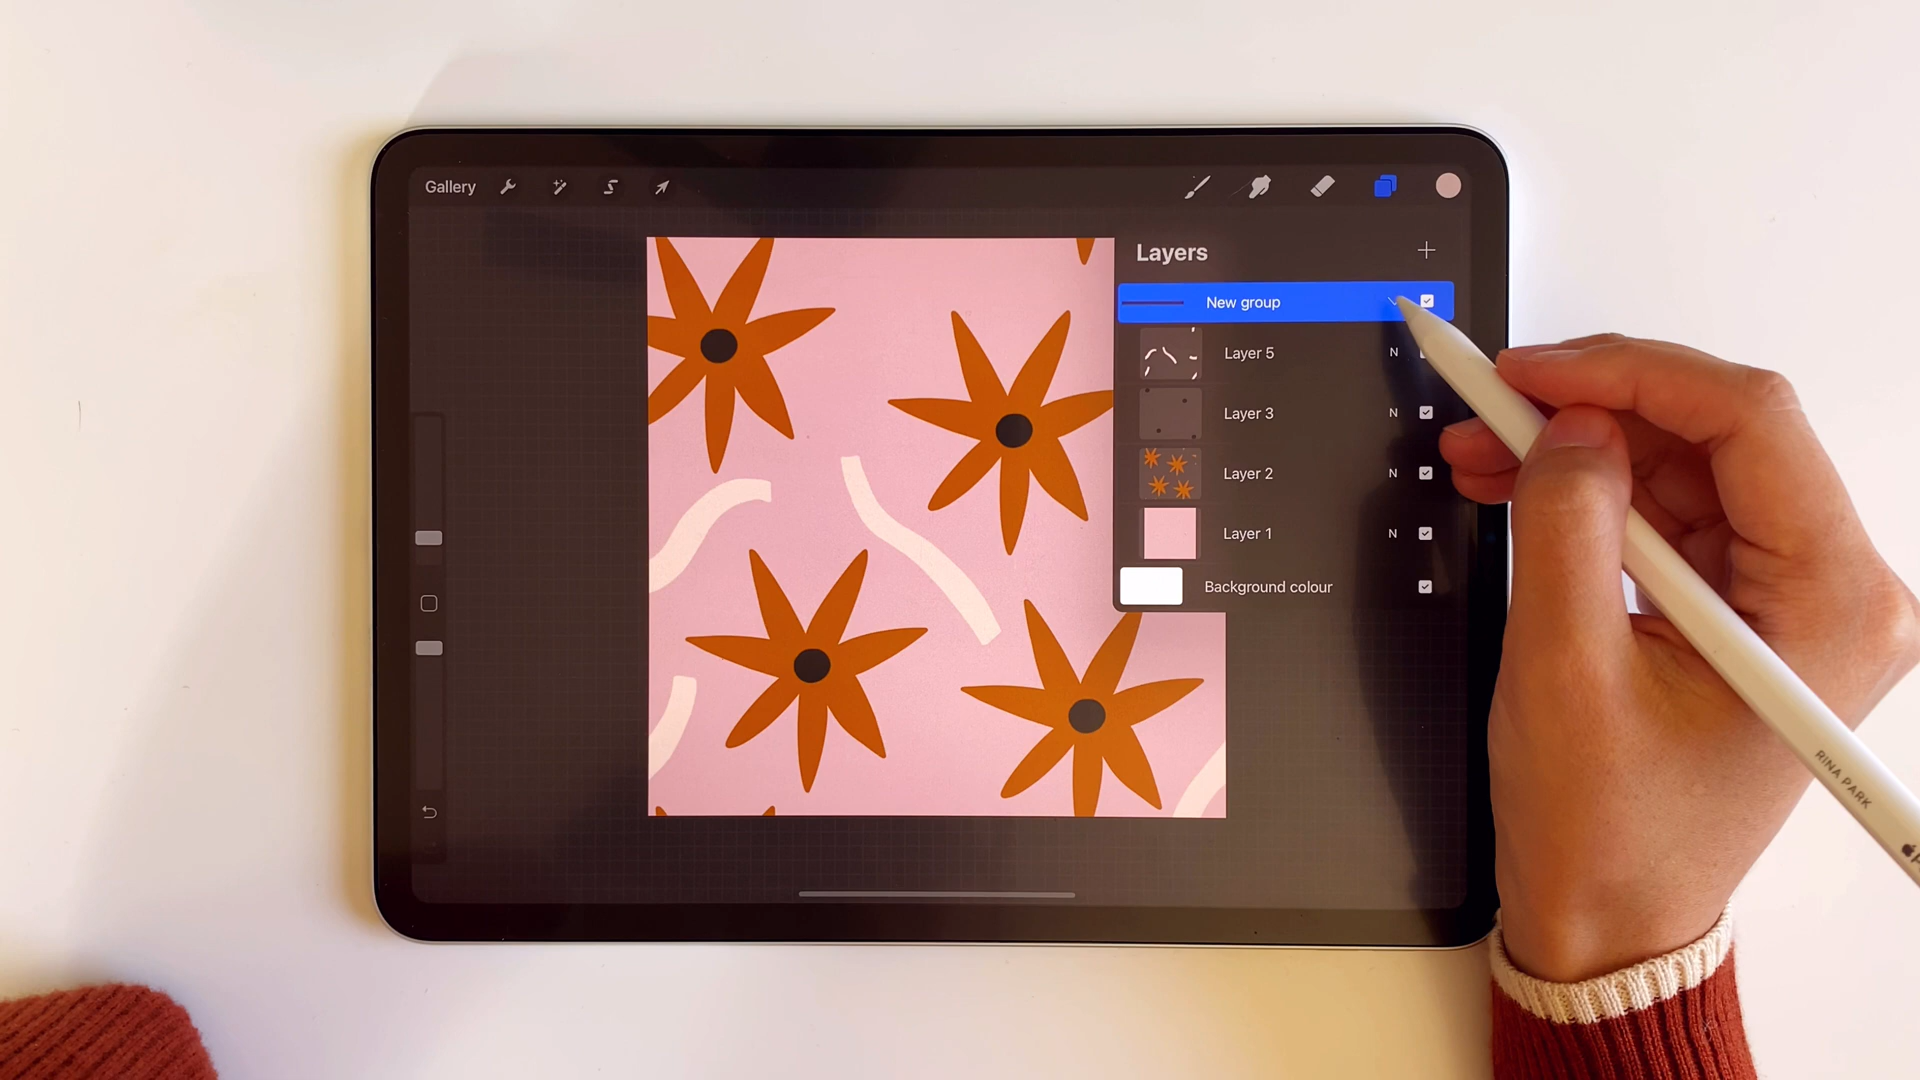 Gallery
Layers
New group
Layer 5
N
Layer 3
N
Layer 2
N
Layer 1
N
Background colour
RINA PARK